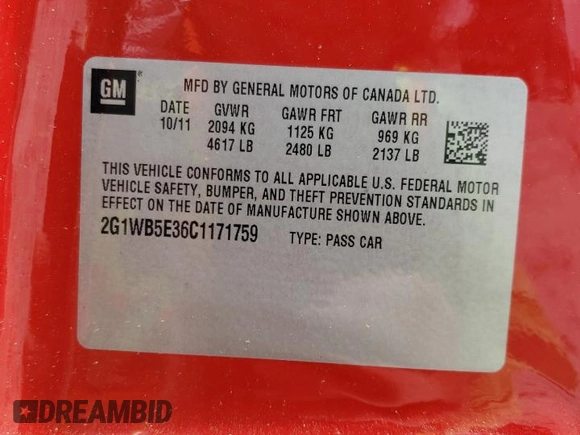 GM
MFD BY GENERAL MOTORS OF CANADA LTD.
DATE GVWR GAWR FRT GAWR RR
10/11 2094 KG 1125 KG 969 KG
4617 LB 2480 LB 2137 LB
THIS VEHICLE CONFORMS TO ALL APPLICABLE U.S. FEDERAL MOTOR
VEHICLE SAFETY, BUMPER, AND THEFT PREVENTION STANDARDS IN
EFFECT ON THE DATE OF MANUFACTURE SHOWN ABOVE.
2G1WB5E36C1171759 TYPE: PASS CAR
DREAMBID